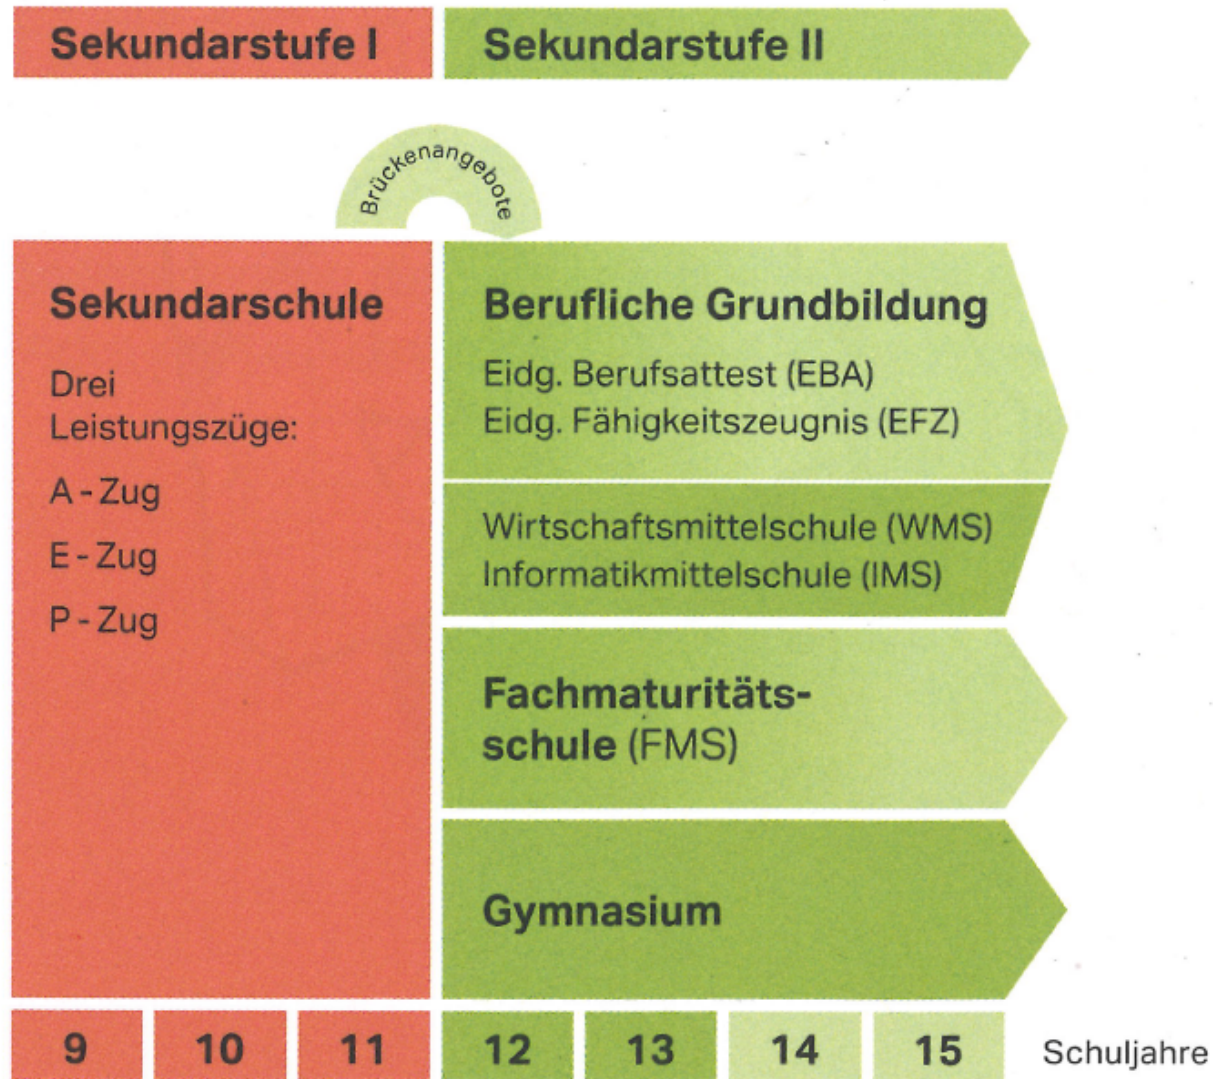 Sekundarstufe I
Sekundarstufe II
Brückenangebote
Sekundarschule
Drei
Leistungszüge:
A - Zug
E - Zug
P - Zug
Berufliche Grundbildung
Eidg. Berufsattest (EBA)
Eidg. Fähigkeitszeugnis (EFZ)
Wirtschaftsmittelschule (WMS)
Informatikmittelschule (IMS)
Fachmaturitäts-
schule (FMS)
Gymnasium
9 10 11 12 13 14 15 Schuljahre